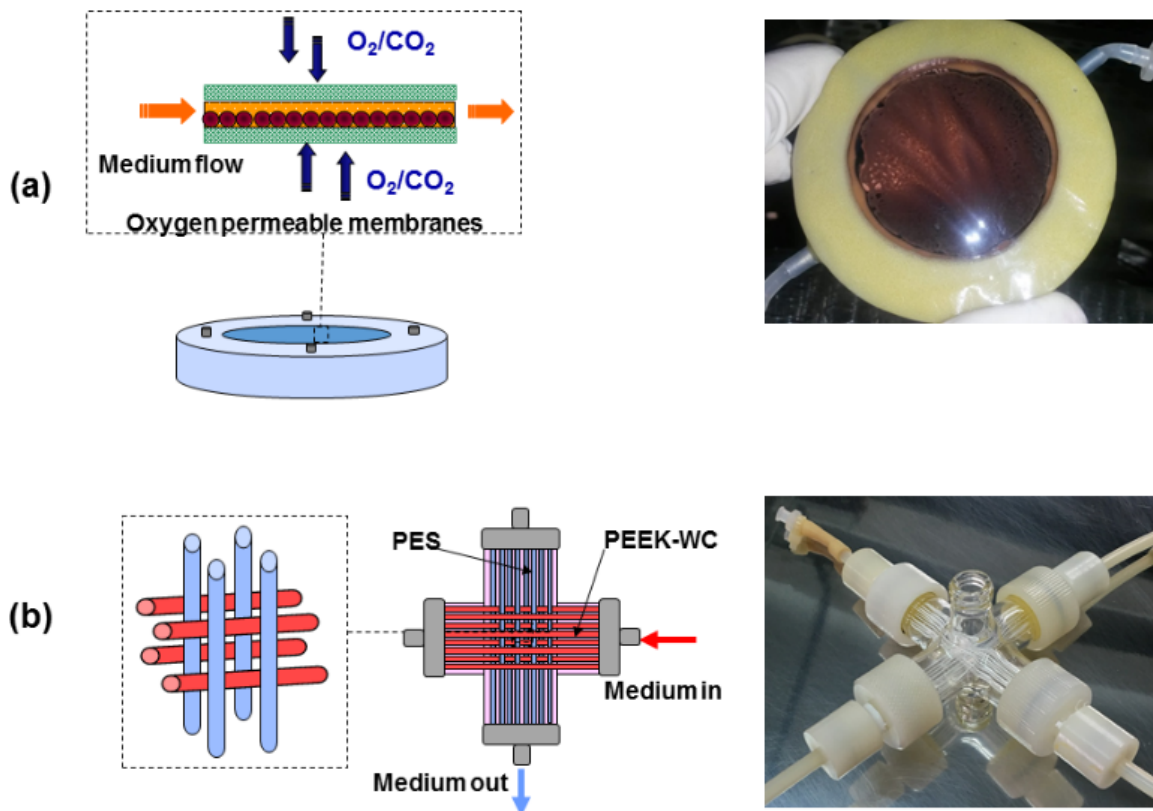 O2/CO2
Medium flow
O2/CO2
(a)
Oxygen permeable membranes
PES
PEEK-WC
(b)
Medium in
Medium out